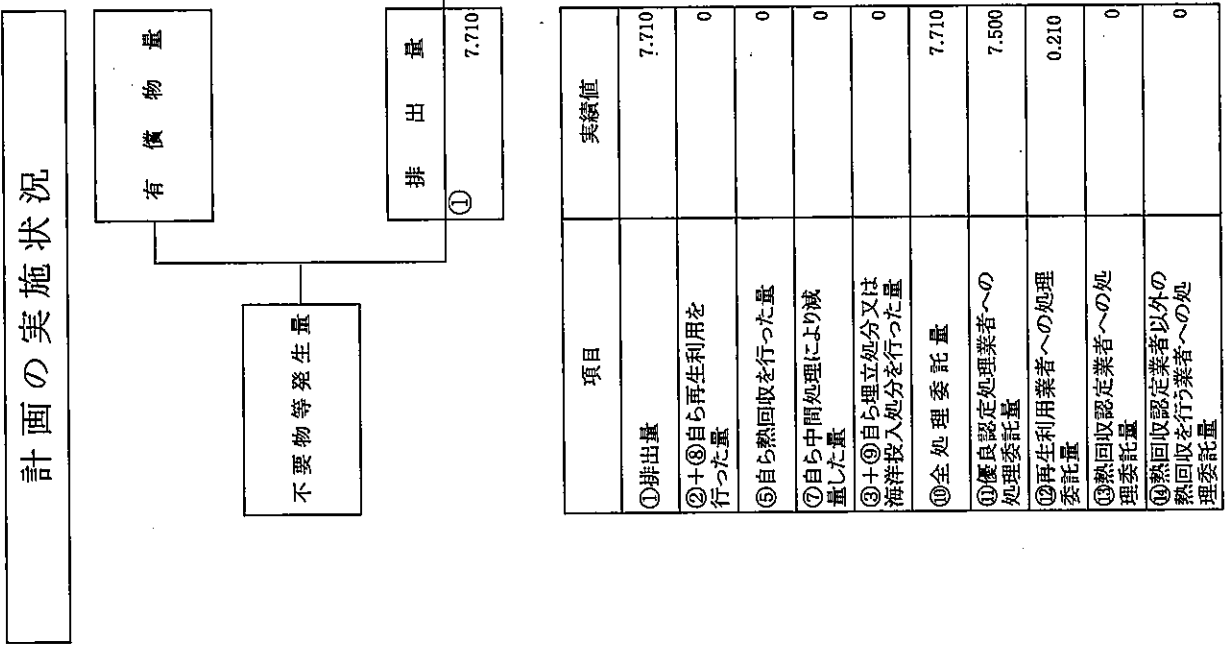 計画の実施状況
有償物量
不要物等発生量
排出量
①
7.710
項目
実績値
①排出量
7.710
②+⑧自ら再生利用を
行った量
0
⑤自ら熱回収を行った量
0
⑦自ら中間処理により減
量した量
0
③+⑨自ら埋立処分又は
海洋投入処分を行った量
0
⑩全処理委託量
7.710
⑪優良認定処理業者への
処理委託量
7.500
⑫再生利用業者への処理
委託量
0.210
⑬熱回収認定業者への処
理委託量
0
⑭熱回収認定業者以外の
熱回収を行う業者への処
理委託量
0